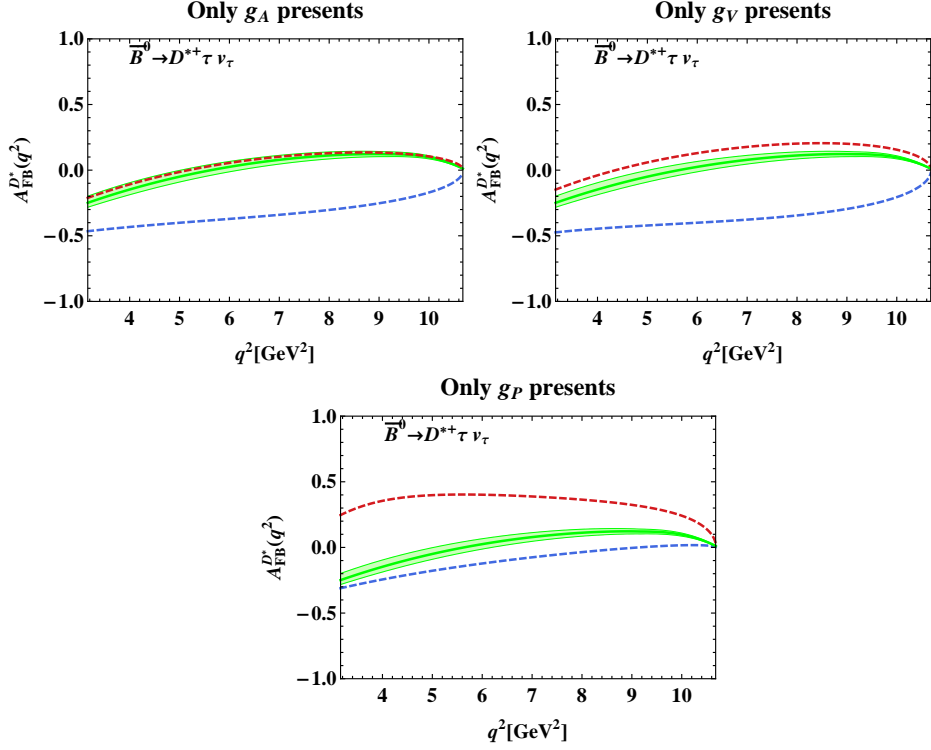 Only g_A presents
B̄⁰→D*⁺τ ν_τ
A_FB^D*(q²)
1.0
0.5
0.0
−0.5
−1.0
4 5 6 7 8 9 10
q²[GeV²]
Only g_V presents
B̄⁰→D*⁺τ ν_τ
A_FB^D*(q²)
1.0
0.5
0.0
−0.5
−1.0
4 5 6 7 8 9 10
q²[GeV²]
Only g_P presents
B̄⁰→D*⁺τ ν_τ
A_FB^D*(q²)
1.0
0.5
0.0
−0.5
−1.0
4 5 6 7 8 9 10
q²[GeV²]